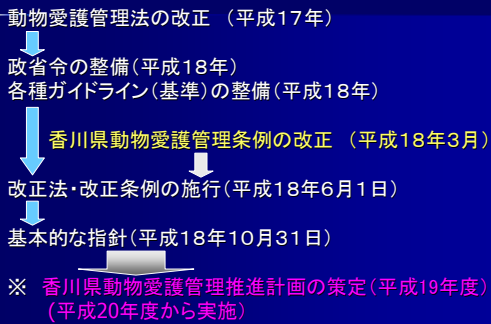 動物愛護管理法の改正 （平成17年）
政省令の整備（平成18年）
各種ガイドライン（基準）の整備（平成18年）
香川県動物愛護管理条例の改正 （平成18年3月）
改正法・改正条例の施行（平成18年6月1日）
基本的な指針（平成18年10月31日）
※ 香川県動物愛護管理推進計画の策定（平成19年度）
（平成20年度から実施）